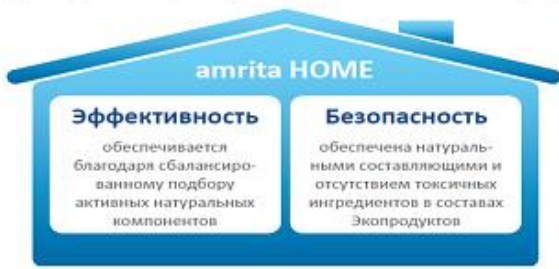 amrita HOME
Эффективность
обеспечивается
благодаря сбалансиро-
ванному подбору
активных натуральных
компонентов
Безопасность
обеспечена натураль-
ными составляющими и
отсутствием токсичных
ингредиентов в составах
Экопродуктов